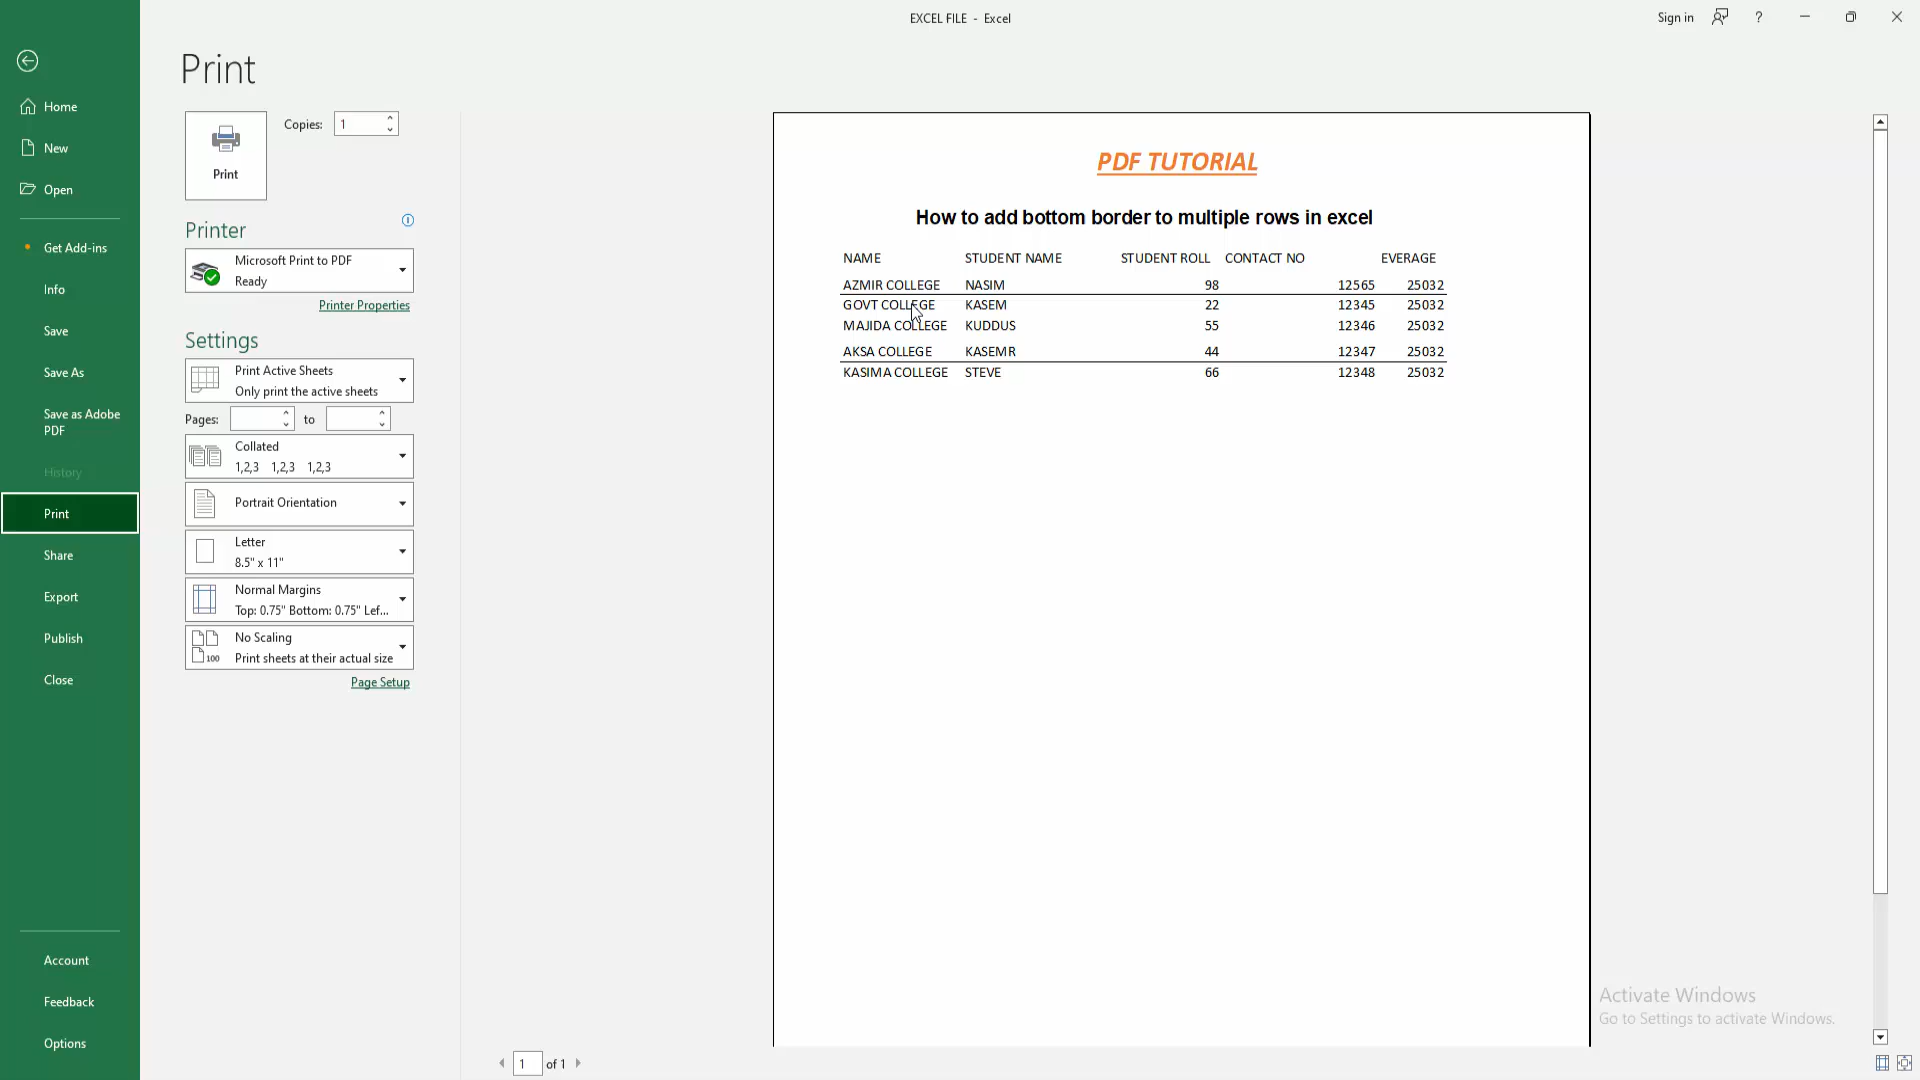 EXCEL FILE - Excel
Sign in
?
Print
Home
New
Open
Get Add-ins
Info
Save
Save As
Save as Adobe
PDF
History
Print
Share
Export
Publish
Close
Account
Feedback
Options
Print
Copies: 1
Printer
Microsoft Print to PDF
Ready
Printer Properties
Settings
Print Active Sheets
Only print the active sheets
Pages: to
Collated
1,2,3 1,2,3 1,2,3
Portrait Orientation
Letter
8.5" x 11"
Normal Margins
Top: 0.75" Bottom: 0.75" Lef...
No Scaling
100 Print sheets at their actual size
Page Setup
PDF TUTORIAL
How to add bottom border to multiple rows in excel
NAME STUDENT NAME STUDENT ROLL CONTACT NO EVERAGE
AZMIR COLLEGE NASIM 98 12565 25032
GOVT COLLEGE KASEM 22 12345 25032
MAJIDA COLLEGE KUDDUS 55 12346 25032
AKSA COLLEGE KASEMR 44 12347 25032
KASIMA COLLEGE STEVE 66 12348 25032
Activate Windows
Go to Settings to activate Windows.
1 of 1